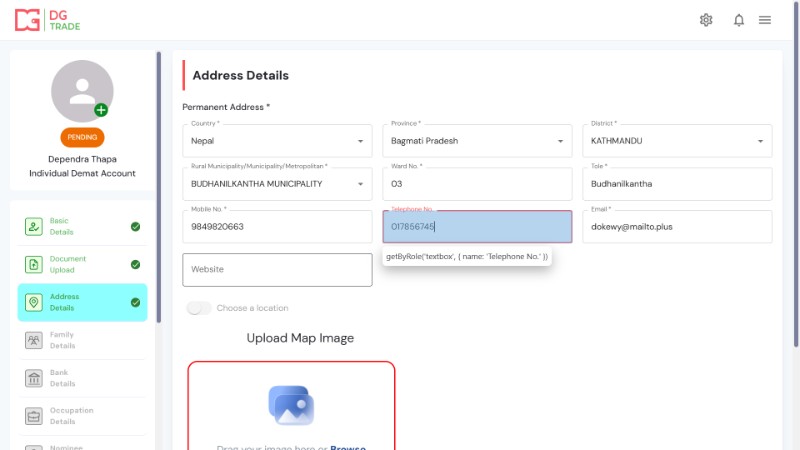 DG
TRADE
PENDING
Dependra Thapa
Individual Demat Account
Basic
Details
Document
Upload
Address
Details
Family
Details
Bank
Details
Occupation
Details
Nominee
Address Details
Permanent Address *
Country *
Nepal
Province *
Bagmati Pradesh
District *
KATHMANDU
Rural Municipality/Municipality/Metropolitan *
BUDHANILKANTHA MUNICIPALITY
Ward No. *
03
Tole *
Budhanilkantha
Mobile No. *
9849820663
Telephone No.
017856745
Email *
dokewy@mailto.plus
getByRole('textbox', { name: 'Telephone No.' })
Website
Choose a location
Upload Map Image
Drag your image here or Browse